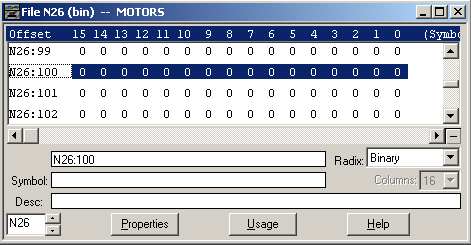 File N26 (bin) -- MOTORS
Offset 15 14 13 12 11 10 9 8 7 6 5 4 3 2 1 0 (Symbo
N26:99 0 0 0 0 0 0 0 0 0 0 0 0 0 0 0 0
N26:100 0 0 0 0 0 0 0 0 0 0 0 0 0 0 0 0
N26:101 0 0 0 0 0 0 0 0 0 0 0 0 0 0 0 0
N26:102 0 0 0 0 0 0 0 0 0 0 0 0 0 0 0 0
N26:100 Radix: Binary
Symbol: Columns: 16
Desc:
N26 Properties Usage Help